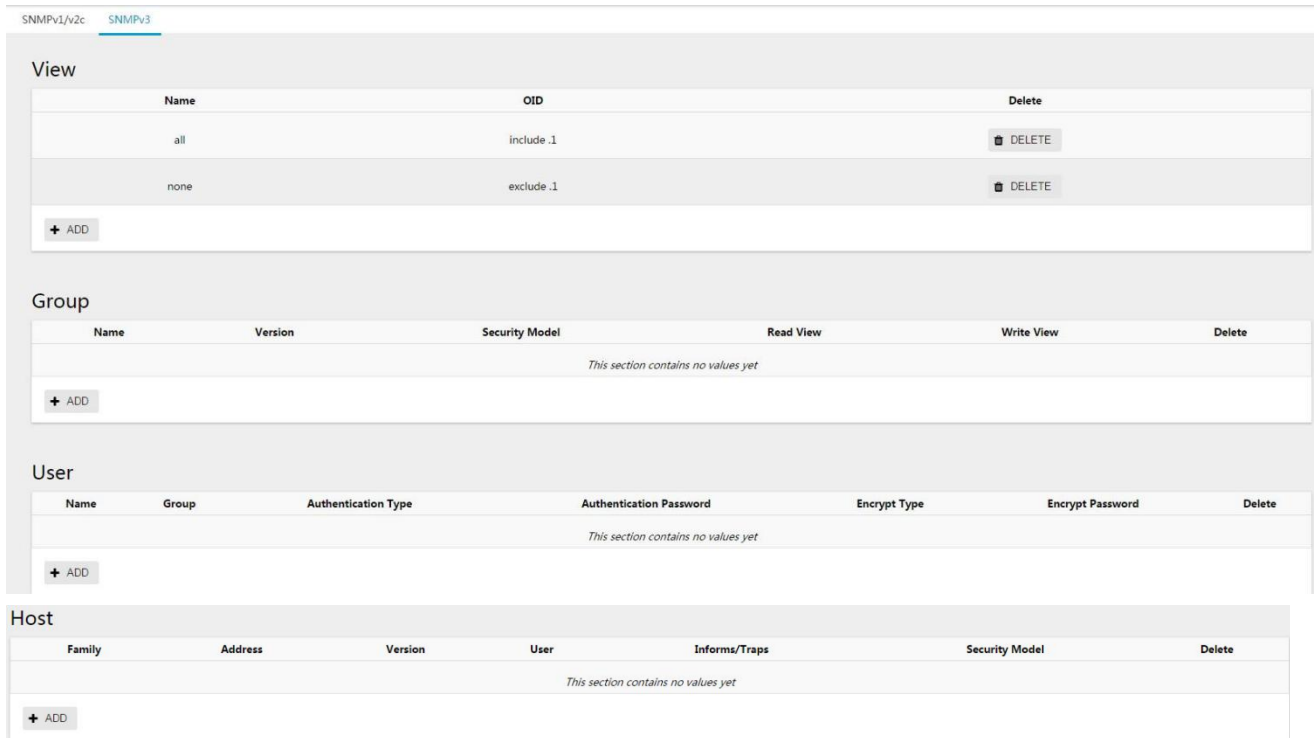 SNMPv1/v2c SNMPv3
View
Name OID Delete
all include .1 DELETE
none exclude .1 DELETE
+ ADD
Group
Name Version Security Model Read View Write View Delete
This section contains no values yet
+ ADD
User
Name Group Authentication Type Authentication Password Encrypt Type Encrypt Password Delete
This section contains no values yet
+ ADD
Host
Family Address Version User Informs/Traps Security Model Delete
This section contains no values yet
+ ADD